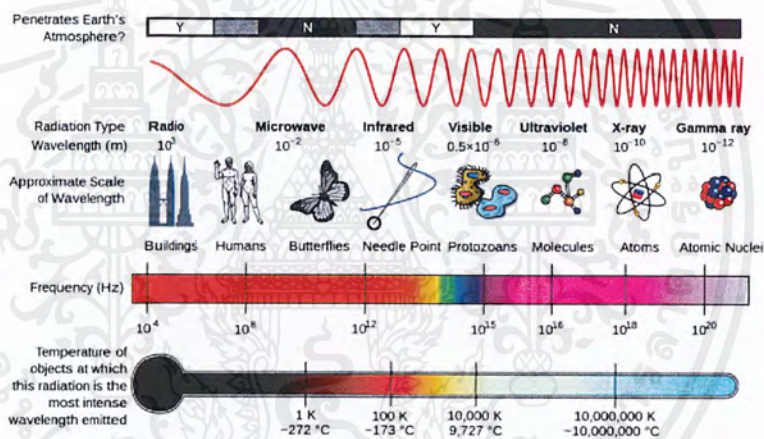 Penetrates Earth's
Atmosphere?
Y N Y N
Radiation Type Radio Microwave Infrared Visible Ultraviolet X-ray Gamma ray
Wavelength (m) 10³ 10⁻² 10⁻⁵ 0.5×10⁻⁶ 10⁻⁸ 10⁻¹⁰ 10⁻¹²
Approximate Scale
of Wavelength
Buildings Humans Butterflies Needle Point Protozoans Molecules Atoms Atomic Nuclei
Frequency (Hz)
10⁴ 10⁸ 10¹² 10¹⁵ 10¹⁶ 10¹⁸ 10²⁰
Temperature of
objects at which
this radiation is the
most intense
wavelength emitted
1 K 100 K 10,000 K 10,000,000 K
−272 °C −173 °C 9,727 °C ~10,000,000 °C